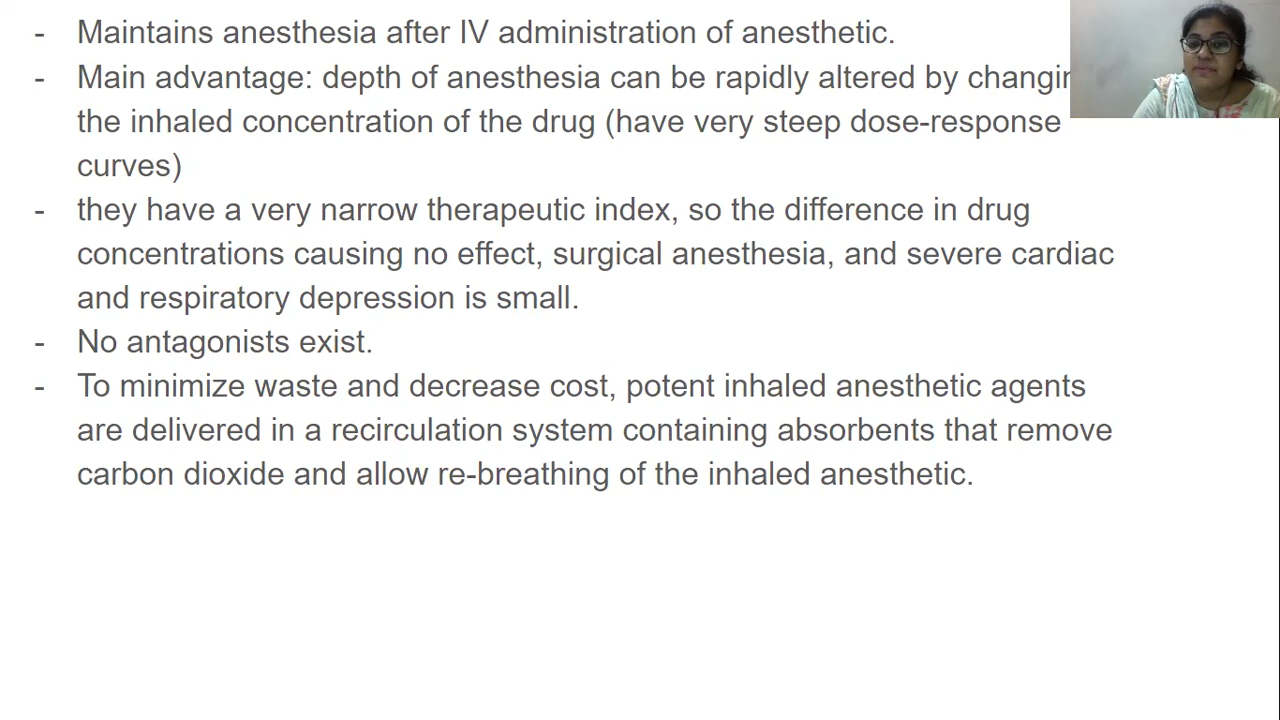 - Maintains anesthesia after IV administration of anesthetic.
- Main advantage: depth of anesthesia can be rapidly altered by changin
the inhaled concentration of the drug (have very steep dose-response
curves)
- they have a very narrow therapeutic index, so the difference in drug
concentrations causing no effect, surgical anesthesia, and severe cardiac
and respiratory depression is small.
- No antagonists exist.
- To minimize waste and decrease cost, potent inhaled anesthetic agents
are delivered in a recirculation system containing absorbents that remove
carbon dioxide and allow re-breathing of the inhaled anesthetic.